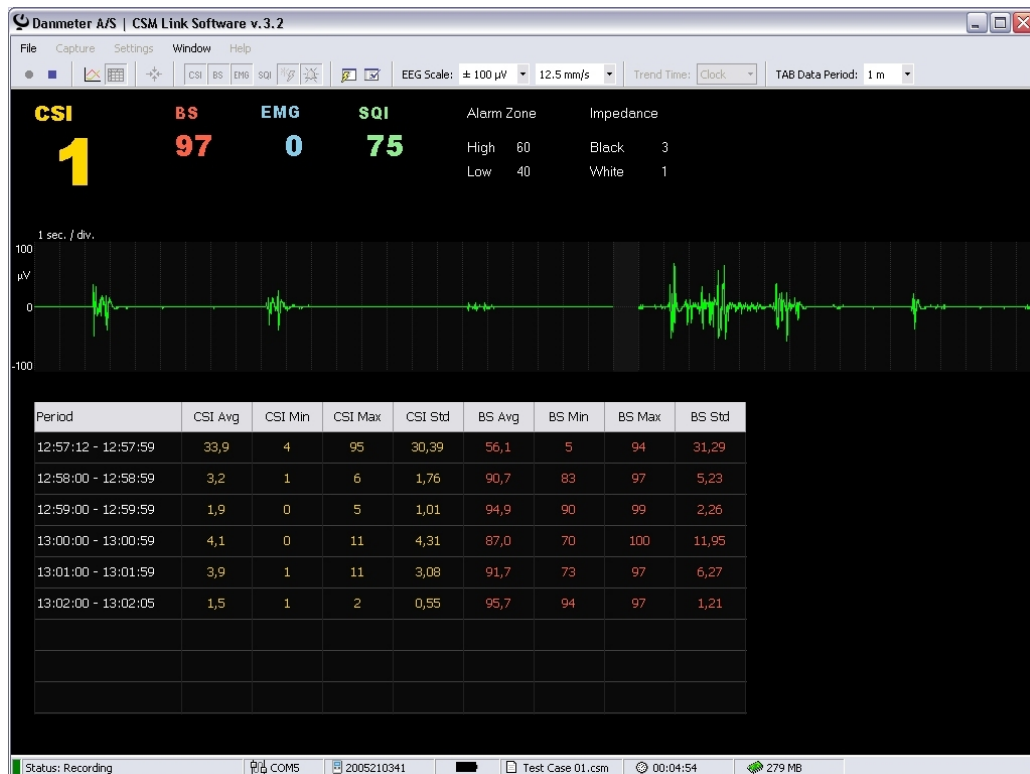 Danmeter A/S | CSM Link Software v.3.2
File Capture Settings Window Help
CSI BS EMG SQI EEG Scale: ± 100 µV 12.5 mm/s Trend Time: Clock TAB Data Period: 1 m
CSI BS EMG SQI Alarm Zone Impedance
1 97 0 75 High 60 Black 3
Low 40 White 1
1 sec. / div.
100
µV
0
-100
Period CSI Avg CSI Min CSI Max CSI Std BS Avg BS Min BS Max BS Std
12:57:12 - 12:57:59 33,9 4 95 30,39 56,1 5 94 31,29
12:58:00 - 12:58:59 3,2 1 6 1,76 90,7 83 97 5,23
12:59:00 - 12:59:59 1,9 0 5 1,01 94,9 90 99 2,26
13:00:00 - 13:00:59 4,1 0 11 4,31 87,0 70 100 11,95
13:01:00 - 13:01:59 3,9 1 11 3,08 91,7 73 97 6,27
13:02:00 - 13:02:05 1,5 1 2 0,55 95,7 94 97 1,21
Status: Recording COM5 2005210341 Test Case 01.csm 00:04:54 279 MB